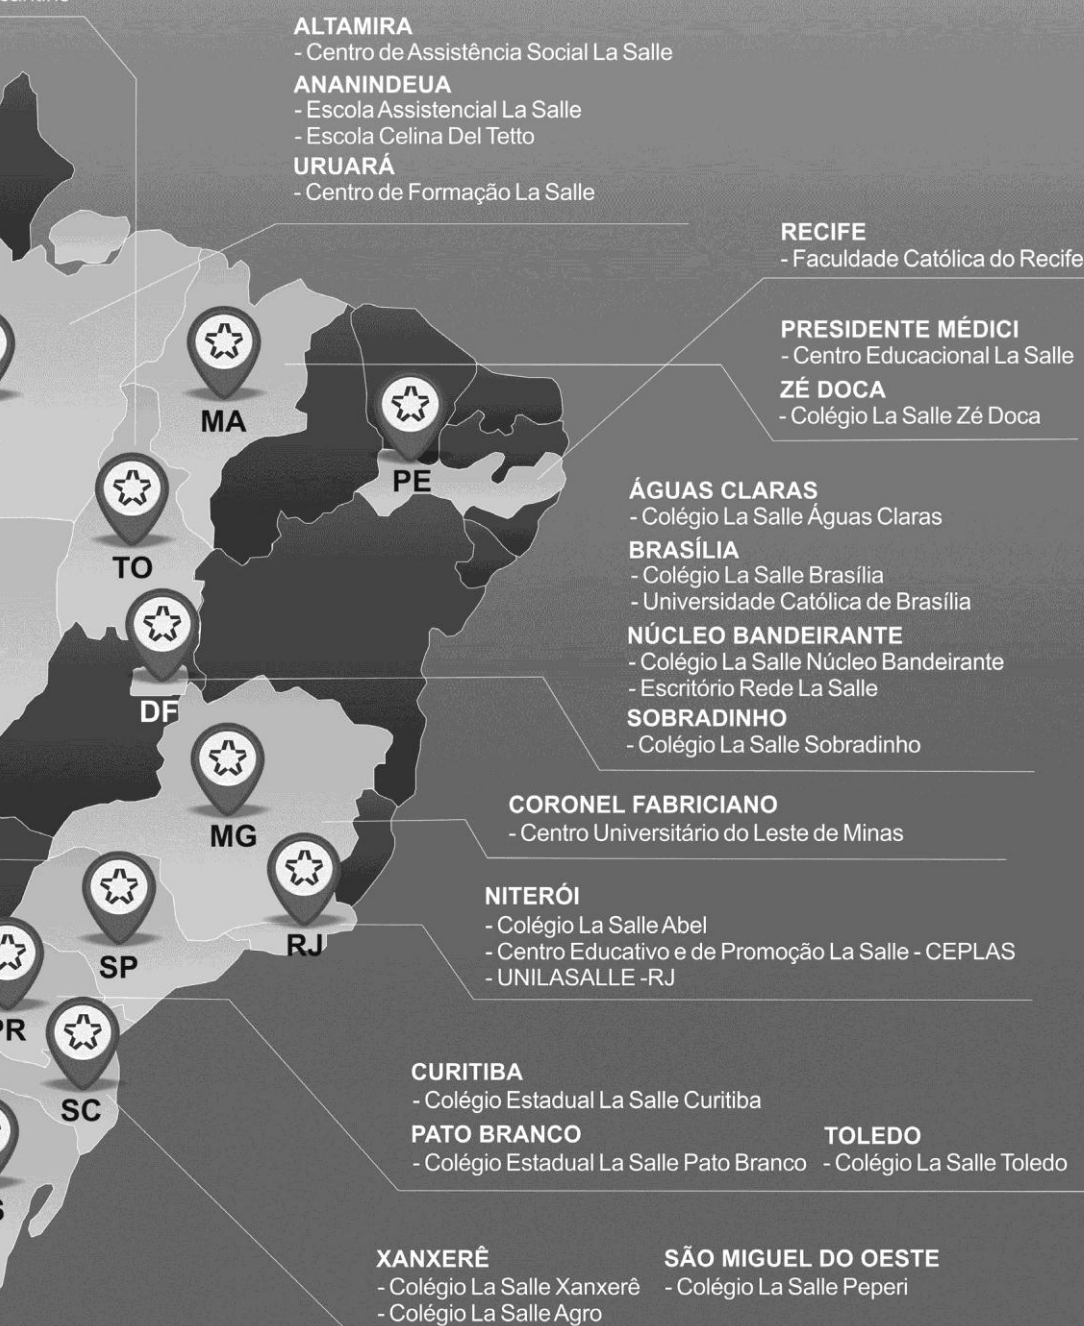 ALTAMIRA
- Centro de Assistência Social La Salle
ANANINDEUA
- Escola Assistencial La Salle
- Escola Celina Del Tetto
URUARÁ
- Centro de Formação La Salle
RECIFE
- Faculdade Católica do Recife
PRESIDENTE MÉDICI
- Centro Educacional La Salle
ZÉ DOCA
- Colégio La Salle Zé Doca
MA
PE
TO
DF
MG
RJ
SP
PR
SC
S
ÁGUAS CLARAS
- Colégio La Salle Águas Claras
BRASÍLIA
- Colégio La Salle Brasília
- Universidade Católica de Brasília
NÚCLEO BANDEIRANTE
- Colégio La Salle Núcleo Bandeirante
- Escritório Rede La Salle
SOBRADINHO
- Colégio La Salle Sobradinho
CORONEL FABRICIANO
- Centro Universitário do Leste de Minas
NITERÓI
- Colégio La Salle Abel
- Centro Educativo e de Promoção La Salle - CEPLAS
- UNILASALLE -RJ
CURITIBA
- Colégio Estadual La Salle Curitiba
PATO BRANCO
- Colégio Estadual La Salle Pato Branco
TOLEDO
- Colégio La Salle Toledo
XANXERÊ
- Colégio La Salle Xanxerê
- Colégio La Salle Agro
SÃO MIGUEL DO OESTE
- Colégio La Salle Peperi